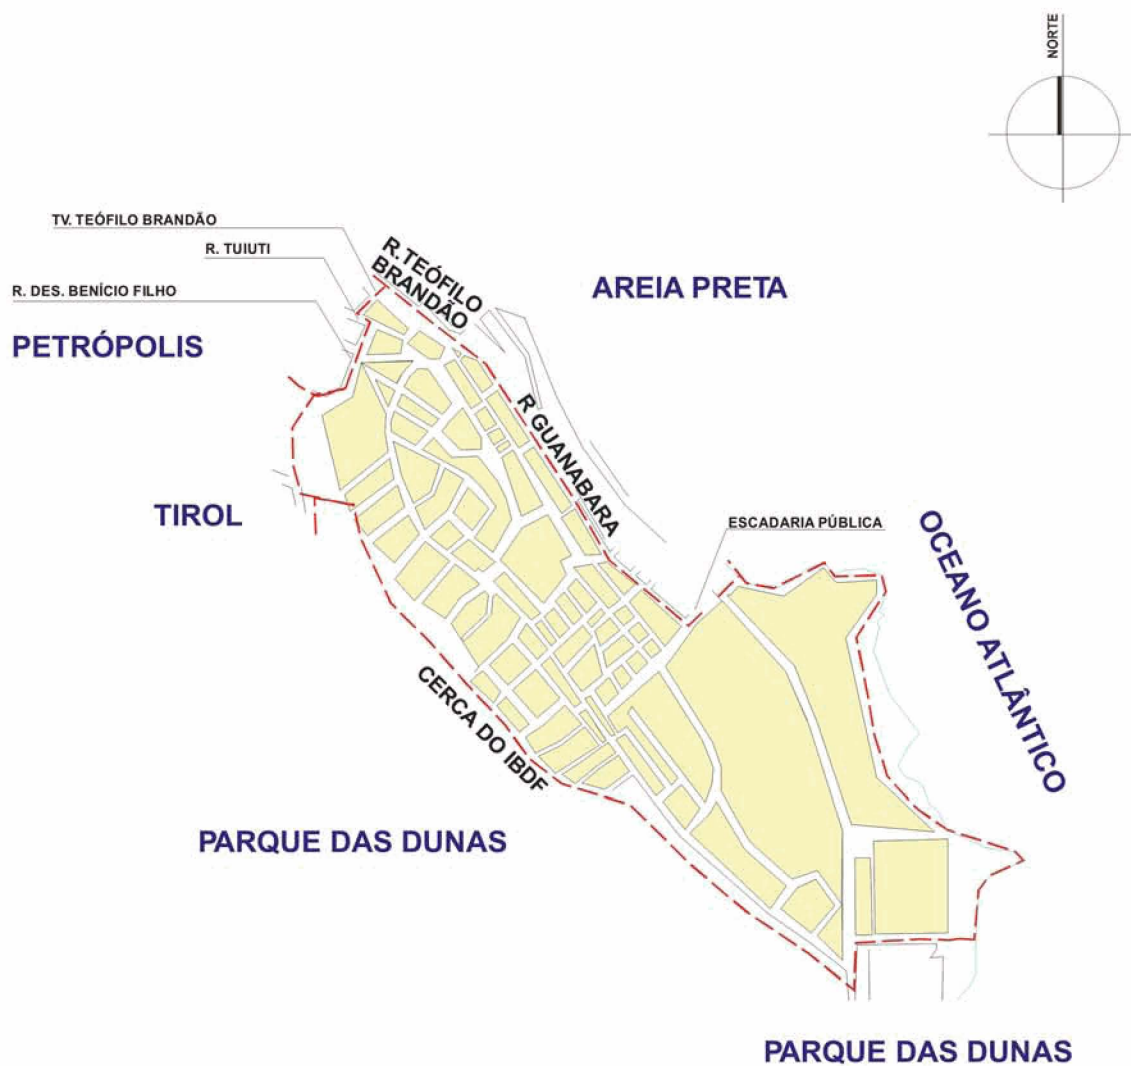 NORTE
TV. TEÓFILO BRANDÃO
R. TUIUTI
R. DES. BENÍCIO FILHO
R. TEÓFILO
BRANDÃO
AREIA PRETA
PETRÓPOLIS
R GUANABARA
TIROL
ESCADARIA PÚBLICA
OCEANO ATLÂNTICO
CERCA DO IBDF
PARQUE DAS DUNAS
PARQUE DAS DUNAS